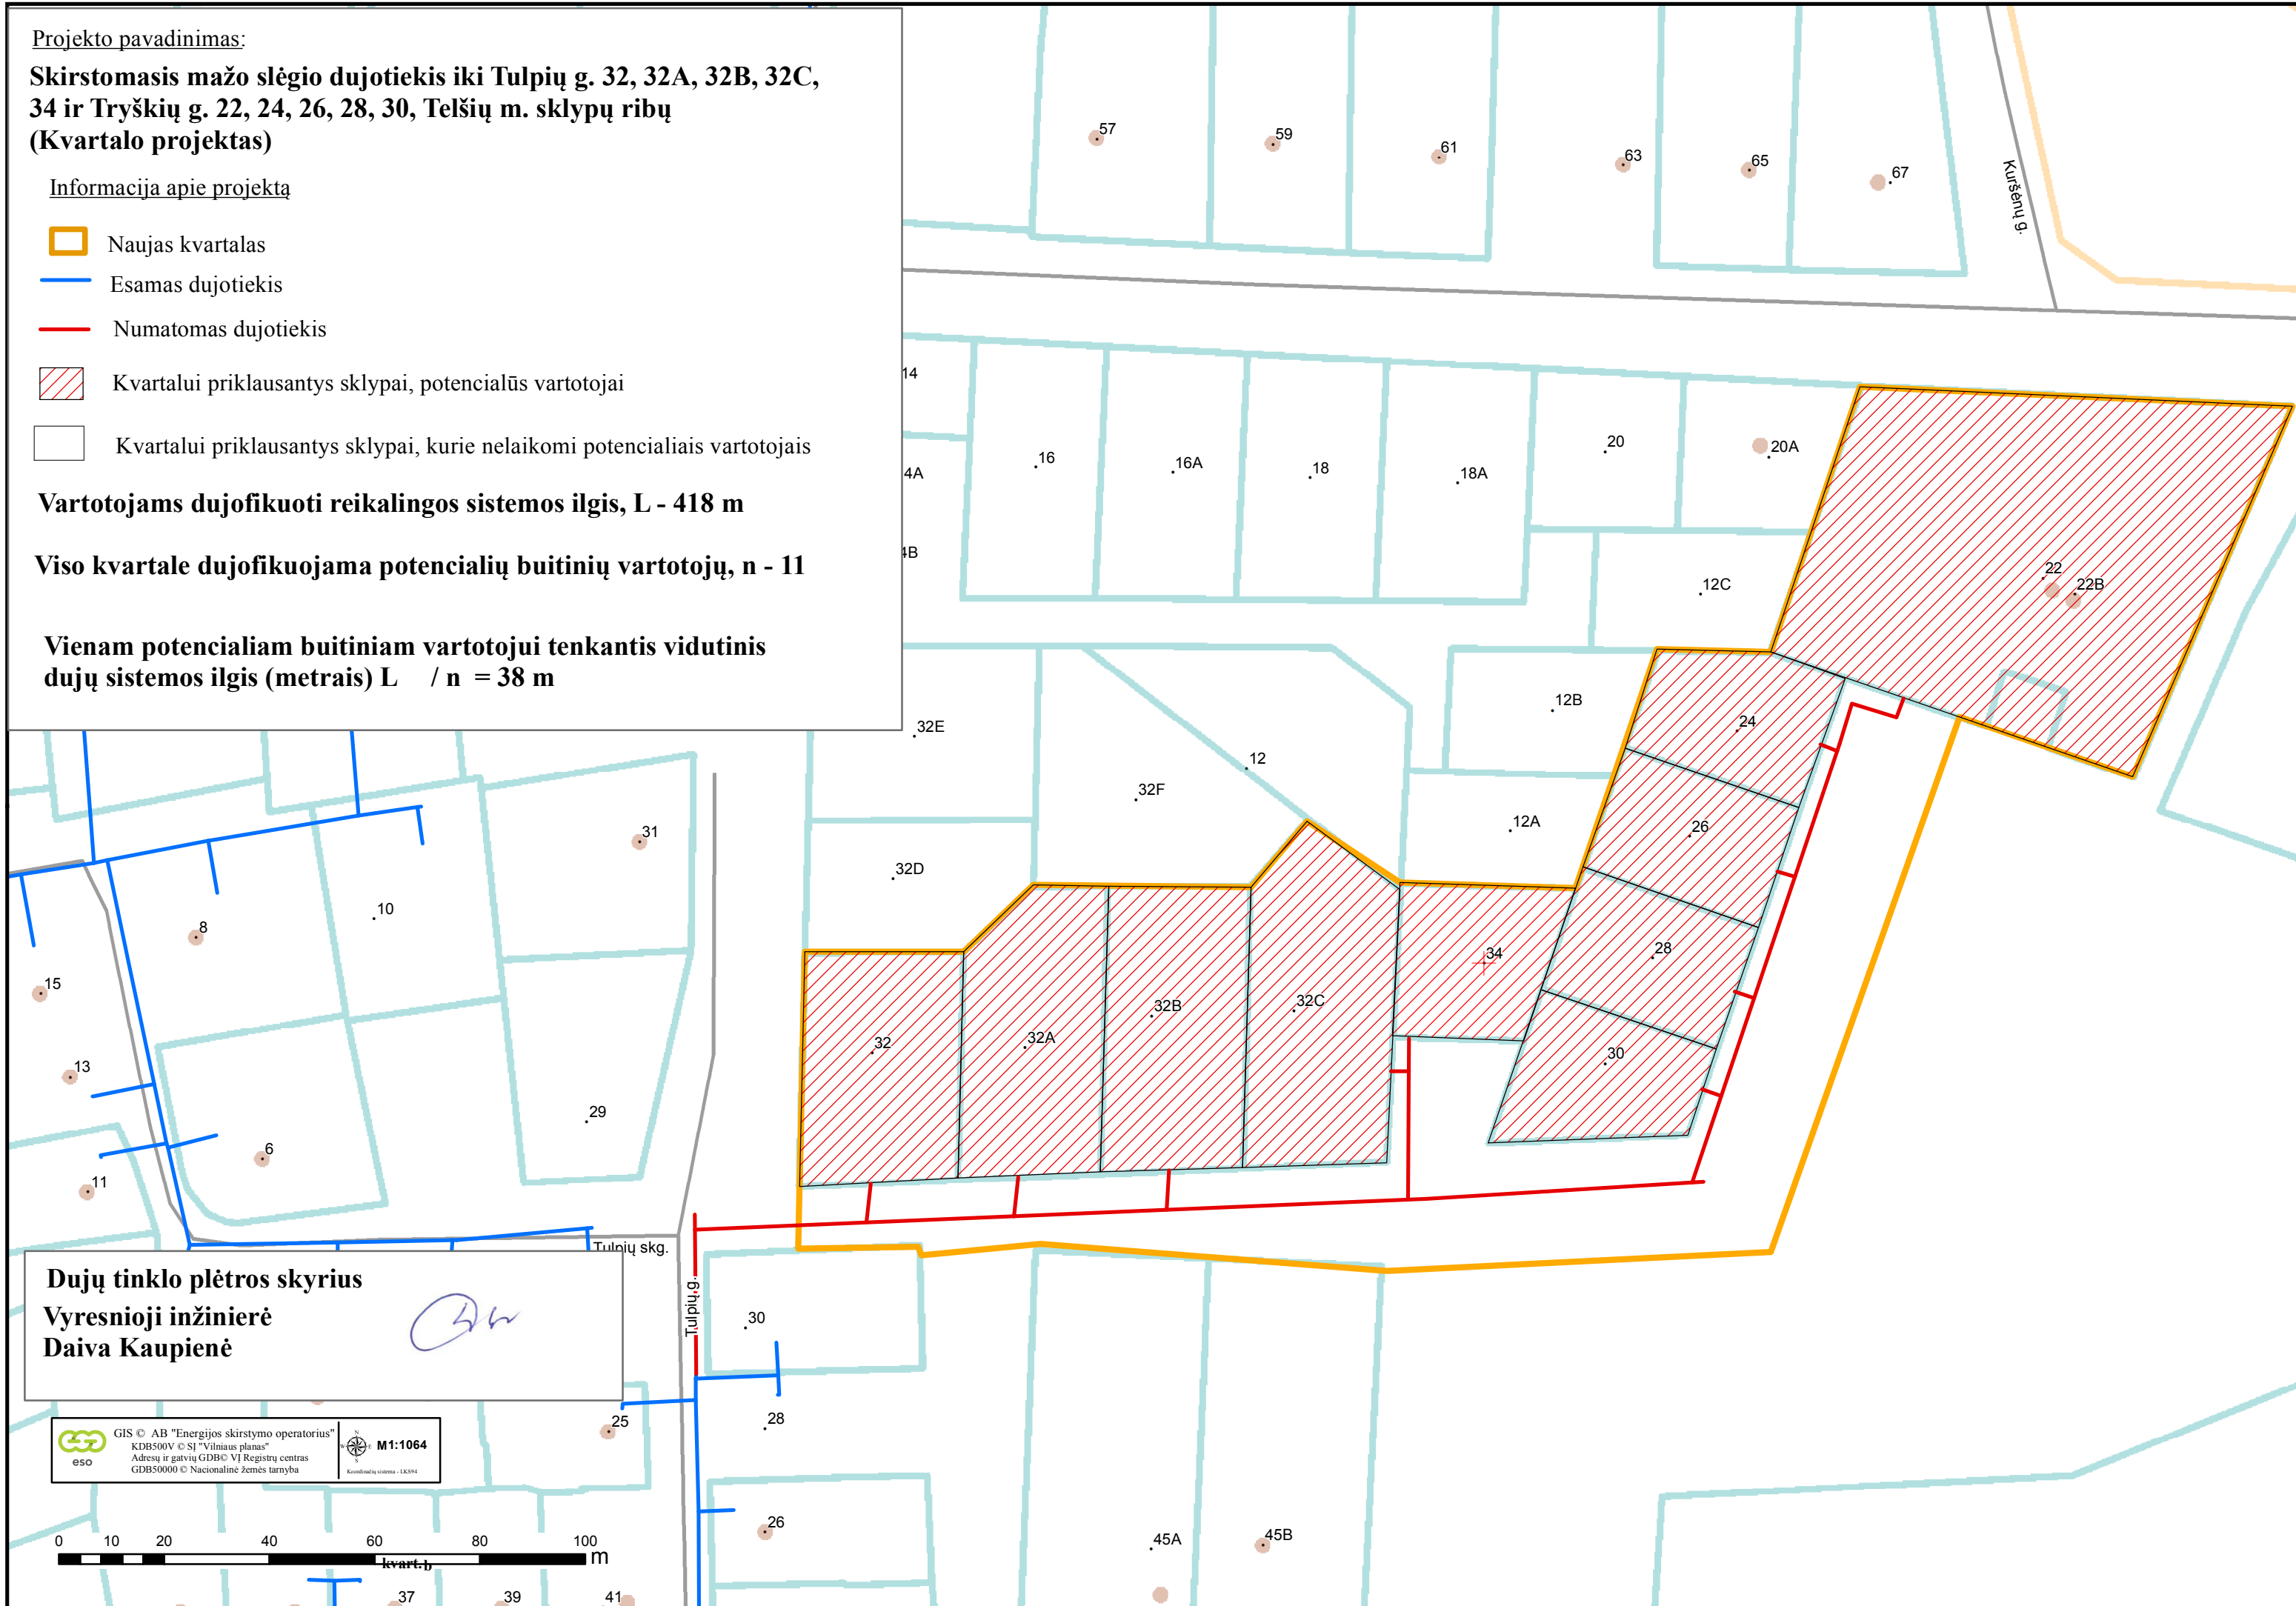 Projekto pavadinimas:
Skirstomasis mažo slėgio dujotiekis iki Tulpių g. 32, 32A, 32B, 32C,
34 ir Tryškių g. 22, 24, 26, 28, 30, Telšių m. sklypų ribų
(Kvartalo projektas)
Informacija apie projektą
Naujas kvartalas
Esamas dujotiekis
Numatomas dujotiekis
Kvartalui priklausantys sklypai, potencialūs vartotojai
Kvartalui priklausantys sklypai, kurie nelaikomi potencialiais vartotojais
Vartotojams dujofikuoti reikalingos sistemos ilgis, L - 418 m
Viso kvartale dujofikuojama potencialių buitinių vartotojų, n - 11
Vienam potencialiam buitiniam vartotojui tenkantis vidutinis
dujų sistemos ilgis (metrais) L / n = 38 m
57
59
61
63
65
67
Kuršėnų g.
14
4A
4B
16
16A
18
18A
20
20A
12C
22
22B
32E
12
32F
12B
24
12A
26
31
32D
10
8
28
34
15
32C
32B
32A
32
30
13
29
6
11
Tulpių skg.
Tulpių g.
30
28
25
26
45A
45B
Dujų tinklo plėtros skyrius
Vyresnioji inžinierė
Daiva Kaupienė
eso
GIS © AB "Energijos skirstymo operatorius"
KDB500V © SĮ "Vilniaus planas"
Adresų ir gatvių GDB© VĮ Registrų centras
GDB50000 © Nacionalinė žemės tarnyba
N
W E
S
M1:1064
Koordinačių sistema - LKS94
0 10 20 40 60 80 100
m
kvart.b
37
39
41